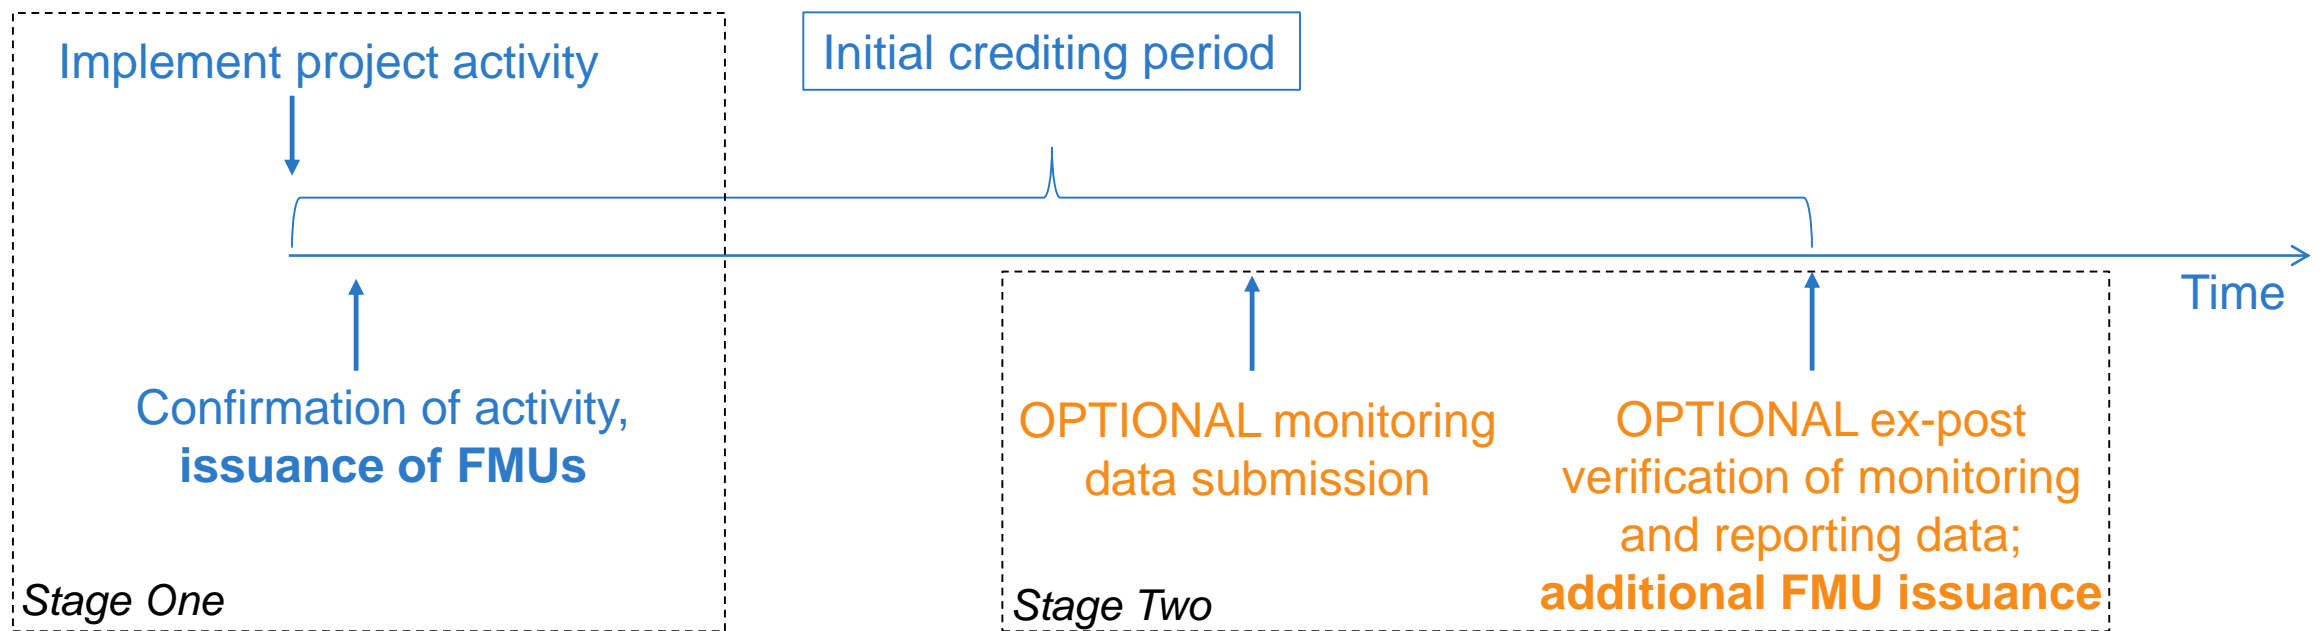 Implement project activity
Initial crediting period
Time
Confirmation of activity,
issuance of FMUs
Stage One
OPTIONAL monitoring
data submission
OPTIONAL ex-post
verification of monitoring
and reporting data;
additional FMU issuance
Stage Two